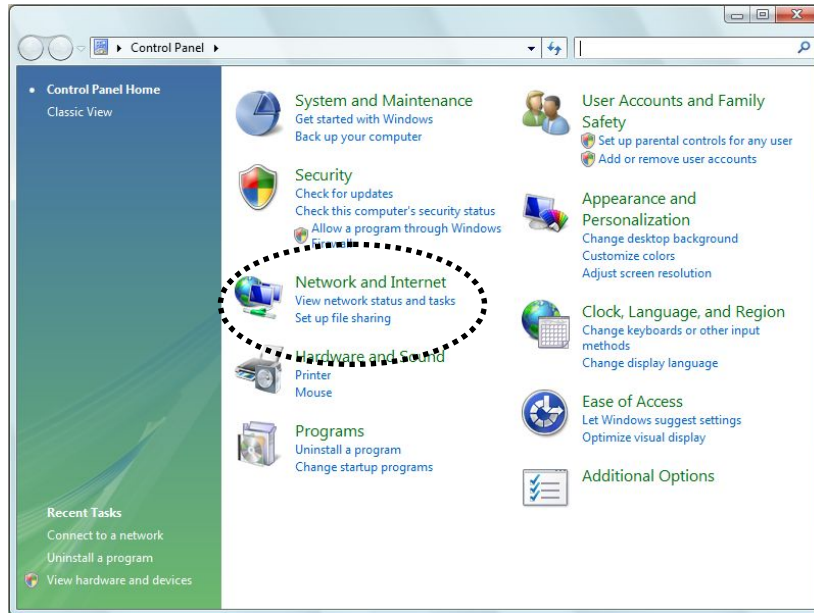 Control Panel
Control Panel Home
Classic View
System and Maintenance
Get started with Windows
Back up your computer
Security
Check for updates
Check this computer's security status
Allow a program through Windows
Firewall
Network and Internet
View network status and tasks
Set up file sharing
Hardware and Sound
Printer
Mouse
Programs
Uninstall a program
Change startup programs
User Accounts and Family
Safety
Set up parental controls for any user
Add or remove user accounts
Appearance and
Personalization
Change desktop background
Customize colors
Adjust screen resolution
Clock, Language, and Region
Change keyboards or other input
methods
Change display language
Ease of Access
Let Windows suggest settings
Optimize visual display
Additional Options
Recent Tasks
Connect to a network
Uninstall a program
View hardware and devices